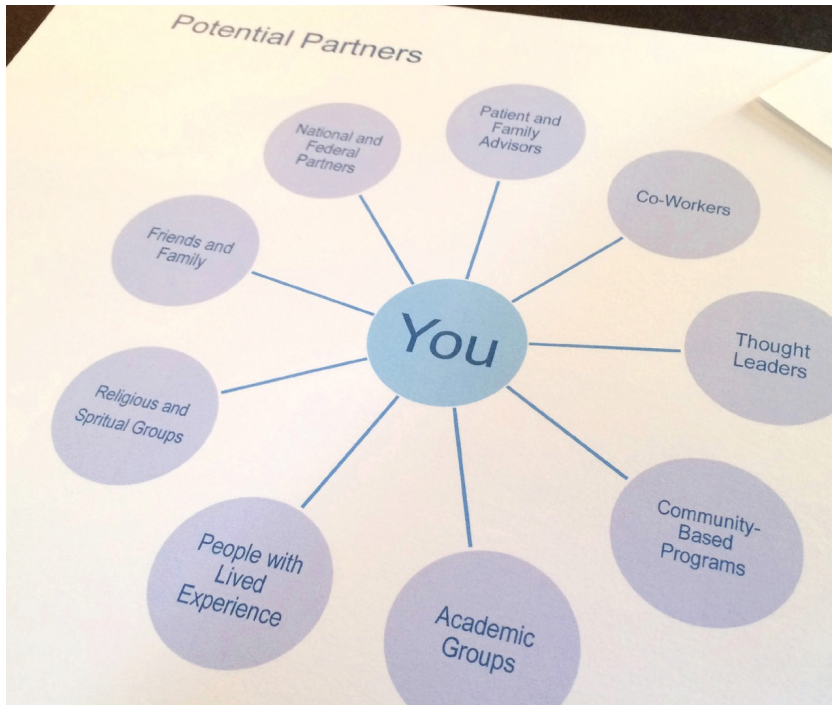 Potential Partners
National and
Federal
Partners
Patient and
Family
Advisors
Co-Workers
Friends and
Family
You
Thought
Leaders
Religious and
Spritual Groups
Community-
Based
Programs
People with
Lived
Experience
Academic
Groups